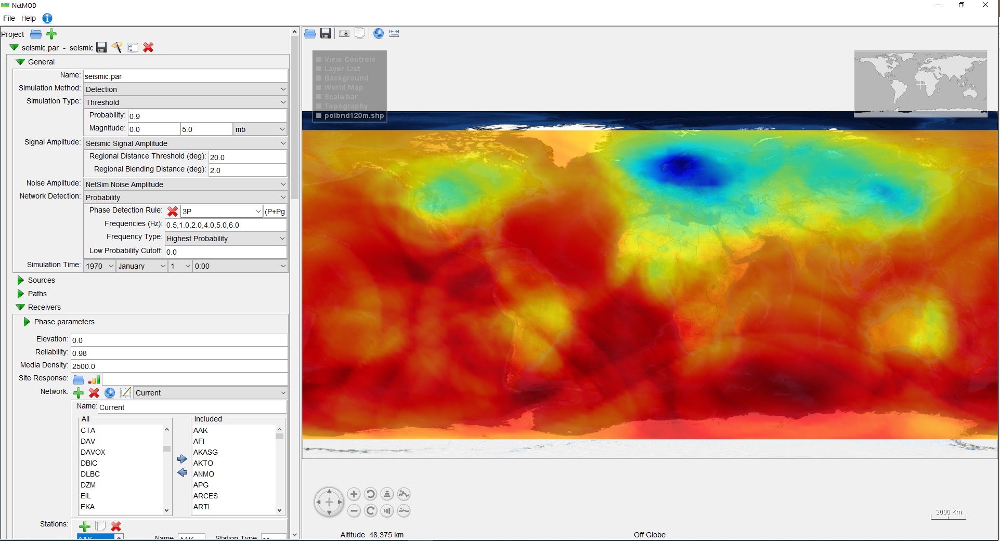 NetMOD
File Help
Project
seismic.par - seismic
General
Name: seismic.par
Simulation Method: Detection
Simulation Type: Threshold
Probability: 0.9
Magnitude: 0.0 5.0 mb
Signal Amplitude: Seismic Signal Amplitude
Regional Distance Threshold (deg): 20.0
Regional Blending Distance (deg): 2.0
Noise Amplitude: NetSim Noise Amplitude
Network Detection: Probability
Phase Detection Rule: 3P (P+Pg
Frequencies (Hz): 0.5,1.0,2.0,4.0,5.0,6.0
Frequency Type: Highest Probability
Low Probability Cutoff: 0.0
Simulation Time: 1970 January 1 0:00
Sources
Paths
Receivers
Phase parameters
Elevation: 0.0
Reliability: 0.98
Media Density: 2500.0
Site Response:
Network: Current
Name: Current
All Included
CTA AAK
DAV AFI
DAVOX AKASG
DBIC AKTO
DLBC ANMO
DZM APG
EIL ARCES
EKA ARTI
Stations:
AAK Name: AAK Station Type:
View Controls
Layer List
Background
World Map
Scale bar
Topography
polbnd120m.shp
2000 Km
Altitude 48,375 km
Off Globe